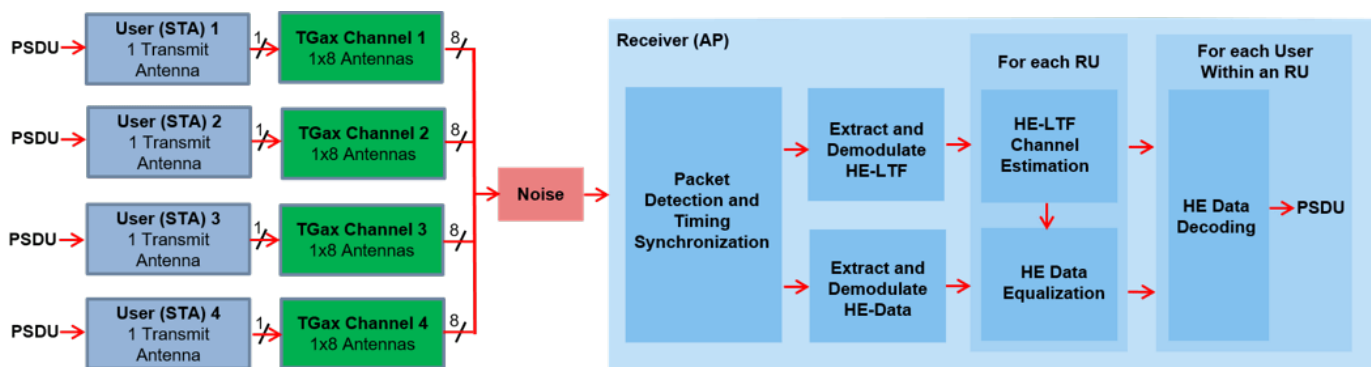 PSDU
User (STA) 1
1 Transmit
Antenna
1
TGax Channel 1
1x8 Antennas
8
PSDU
User (STA) 2
1 Transmit
Antenna
1
TGax Channel 2
1x8 Antennas
8
PSDU
User (STA) 3
1 Transmit
Antenna
1
TGax Channel 3
1x8 Antennas
8
PSDU
User (STA) 4
1 Transmit
Antenna
1
TGax Channel 4
1x8 Antennas
8
Noise
Receiver (AP)
Packet
Detection and
Timing
Synchronization
Extract and
Demodulate
HE-LTF
Extract and
Demodulate
HE-Data
For each RU
HE-LTF
Channel
Estimation
HE Data
Equalization
For each User
Within an RU
HE Data
Decoding
PSDU